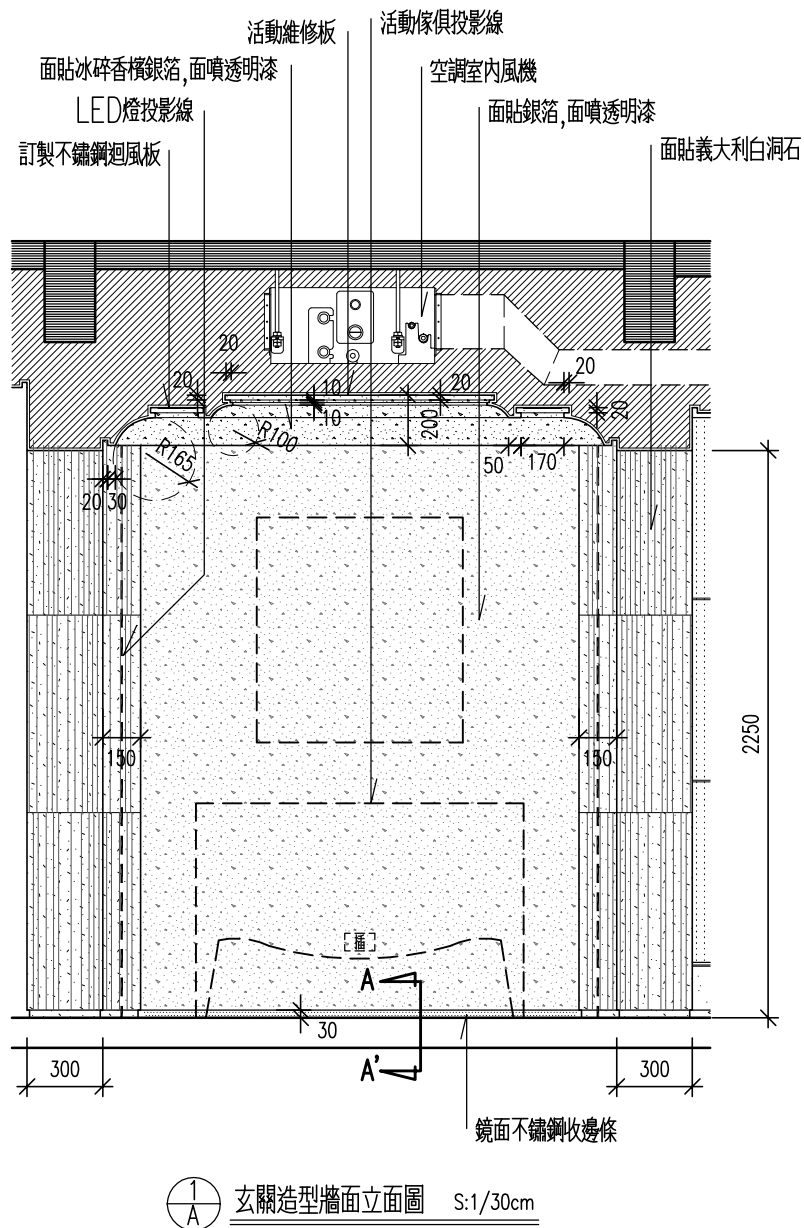 活動維修板
活動傢俱投影線
面貼冰碎香檳銀箔,面噴透明漆
空調室內風機
LED燈投影線
面貼銀箔,面噴透明漆
訂製不鏽鋼迴風板
面貼義大利白洞石
20
20
20
10
20
10
20
200
R100
R165
50
170
20
30
2250
150
150
插
A
30
A'
300
300
鏡面不鏽鋼收邊條
1
A
玄關造型牆面立面圖 S:1/30cm